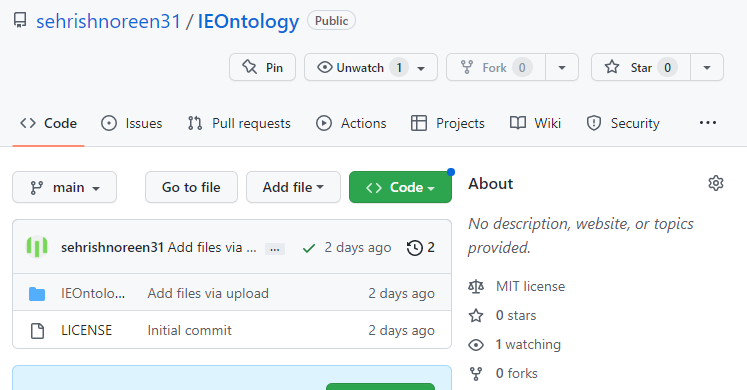 sehrishnoreen31 / IEOntology Public
Pin Unwatch 1 Fork 0 Star 0
Code Issues Pull requests Actions Projects Wiki Security ...
main Go to file Add file Code
About
No description, website, or topics
provided.
sehrishnoreen31 Add files via ... ... 2 days ago 2
IEOntolo... Add files via upload 2 days ago
LICENSE Initial commit 2 days ago
MIT license
0 stars
1 watching
0 forks